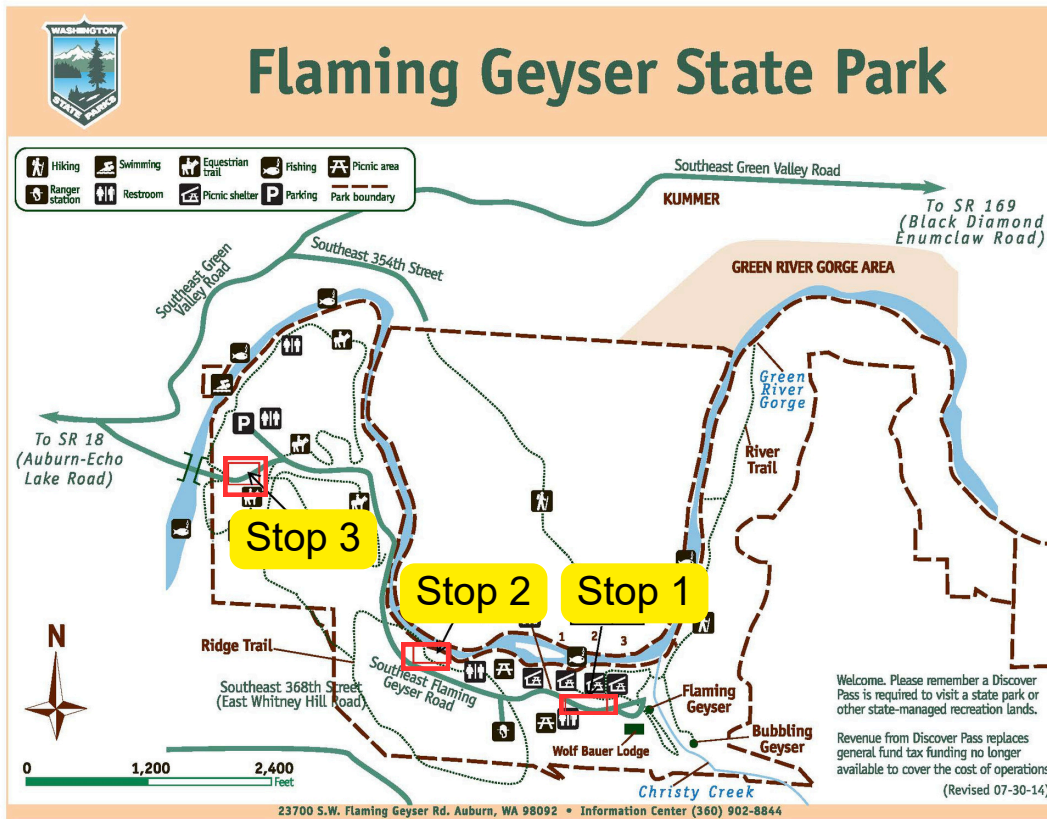 WASHINGTON
STATE PARKS
Flaming Geyser State Park
Hiking
Swimming
Equestrian
trail
Fishing
Picnic area
Ranger
station
Restroom
Picnic shelter
P
Parking
Park boundary
Southeast Green Valley Road
KUMMER
To SR 169
(Black Diamond
Enumclaw Road)
Southeast 354th Street
Southeast Green
Valley Road
GREEN RIVER GORGE AREA
Green
River
Gorge
P
To SR 18
(Auburn-Echo
Lake Road)
River
Trail
Stop 3
Stop 2
Stop 1
1
2
3
N
Ridge Trail
Southeast Flaming
Geyser Road
Southeast 368th Street
(East Whitney Hill Road)
Flaming
Geyser
Wolf Bauer Lodge
Bubbling
Geyser
Christy Creek
Welcome. Please remember a Discover
Pass is required to visit a state park or
other state-managed recreation lands.
Revenue from Discover Pass replaces
general fund tax funding no longer
available to cover the cost of operations
(Revised 07-30-14)
0
1,200
2,400
Feet
23700 S.W. Flaming Geyser Rd. Auburn, WA 98092 • Information Center (360) 902-8844